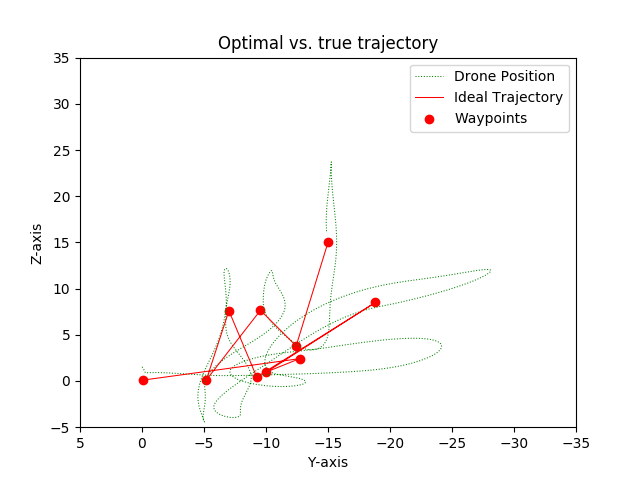 Optimal vs. true trajectory
Drone Position
Ideal Trajectory
Waypoints
35
30
25
20
15
10
5
0
−5
Z-axis
5 0 −5 −10 −15 −20 −25 −30 −35
Y-axis